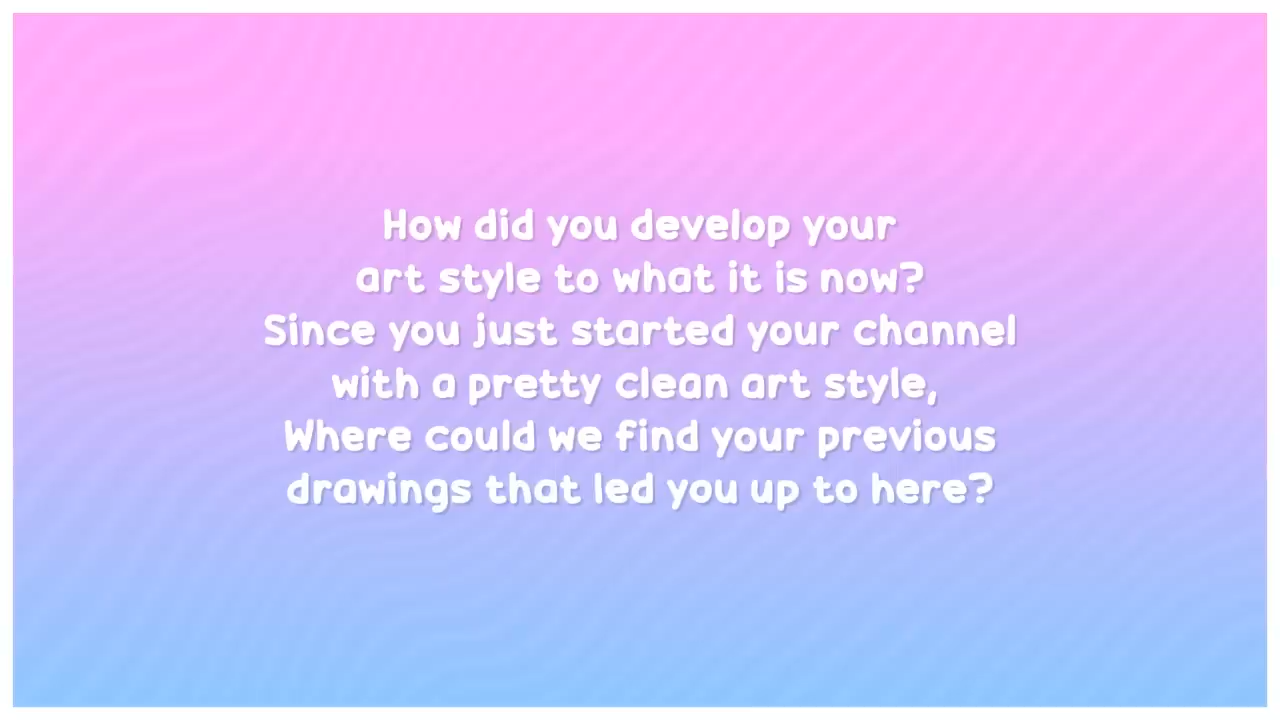 How did you develop your
art style to what it is now?
Since you just started your channel
with a pretty clean art style,
Where could we find your previous
drawings that led you up to here?